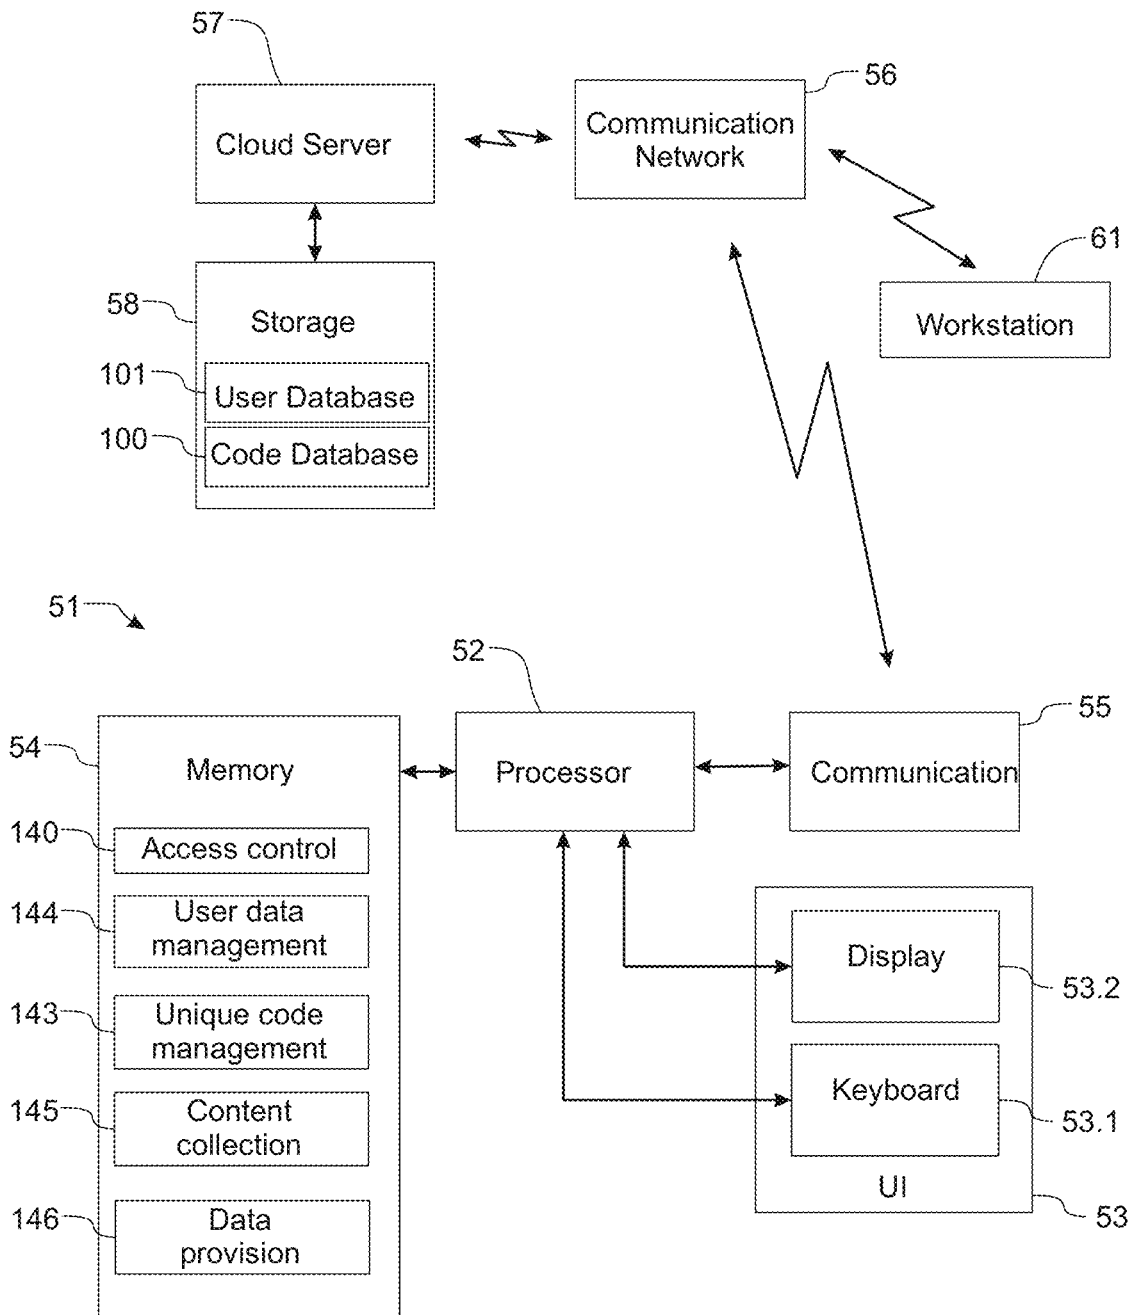 57
56
Cloud Server
Communication
Network
61
58
Storage
Workstation
101
User Database
100
Code Database
51
52
55
54
Memory
Processor
Communication
140
Access control
144
User data
management
Display
53.2
143
Unique code
management
Keyboard
53.1
145
Content
collection
UI
53
146
Data
provision